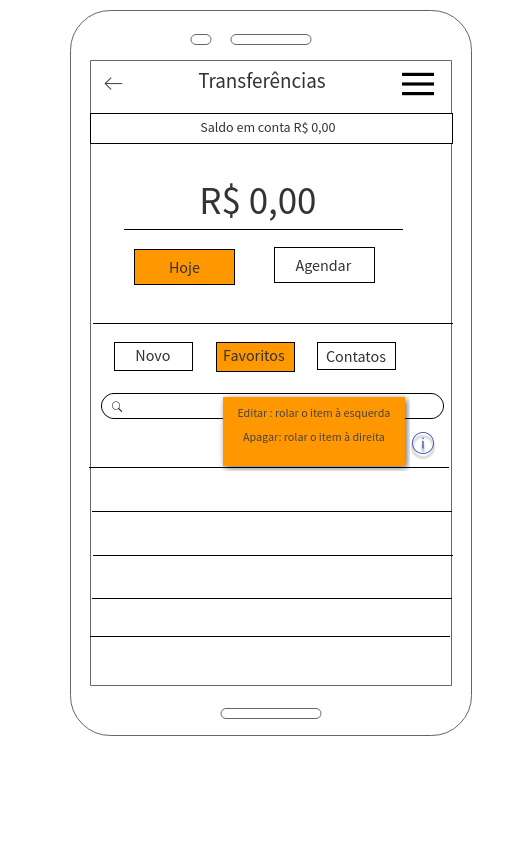 Transferências
Saldo em conta R$ 0,00
R$ 0,00
Hoje
Agendar
Novo
Favoritos
Contatos
Editar : rolar o item à esquerda
Apagar: rolar o item à direita
i